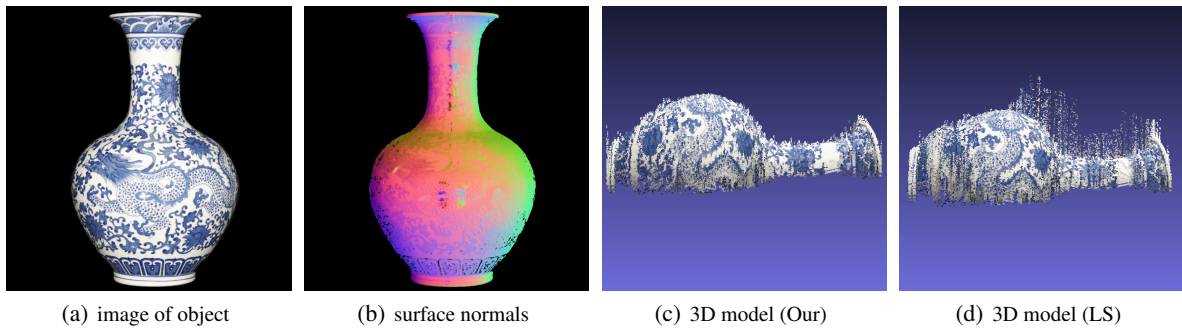 (a) image of object
(b) surface normals
(c) 3D model (Our)
(d) 3D model (LS)